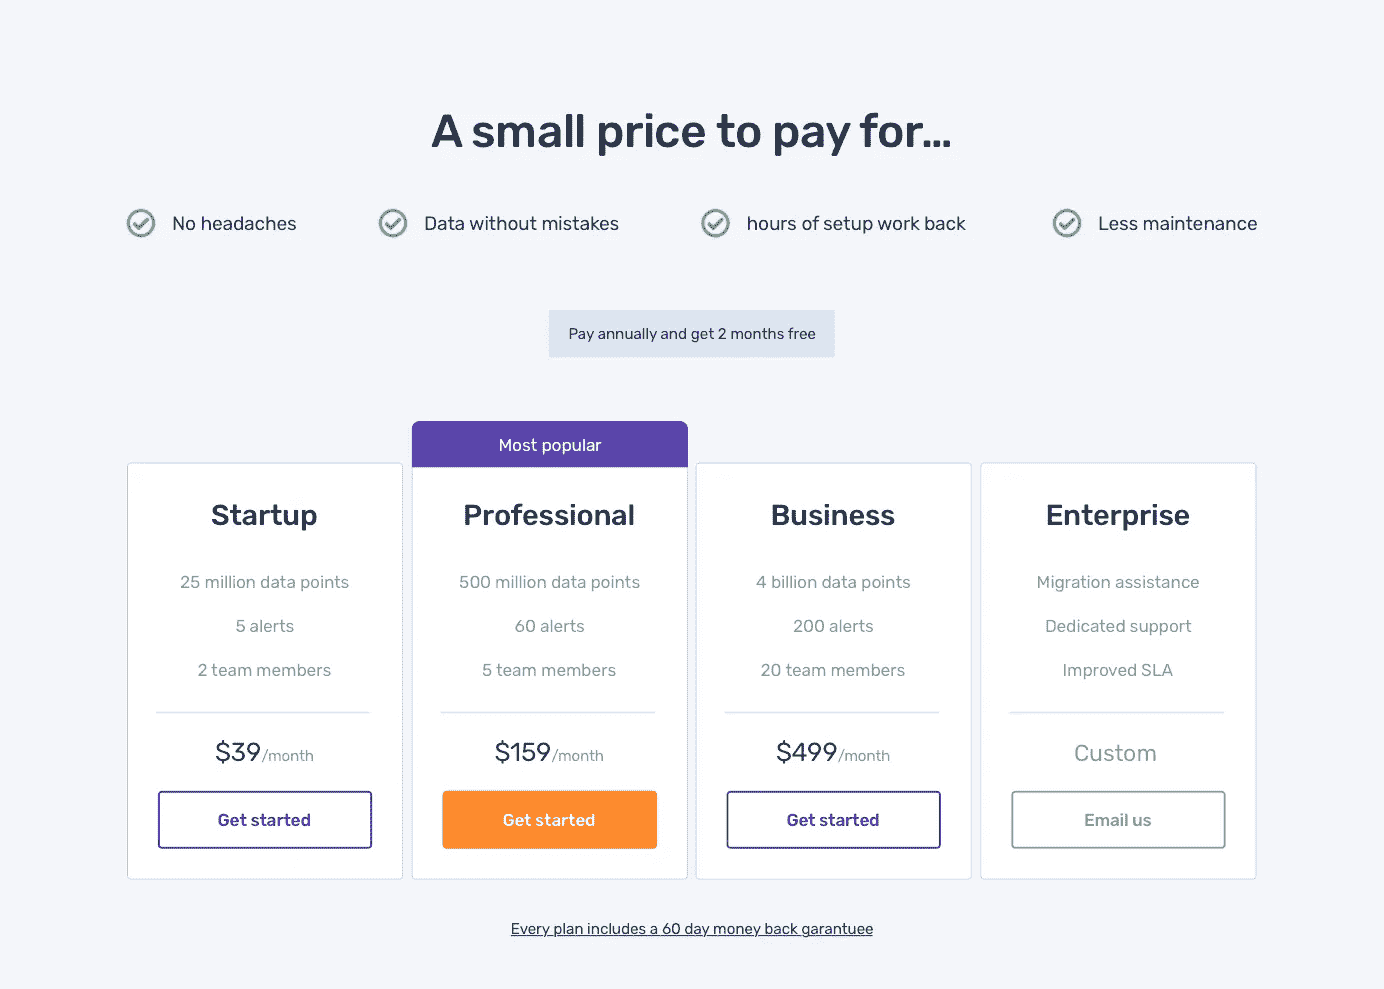 A small price to pay for...
No headaches
Data without mistakes
hours of setup work back
Less maintenance
Pay annually and get 2 months free
Most popular
Startup
25 million data points
5 alerts
2 team members
$39/month
Get started
Professional
500 million data points
60 alerts
5 team members
$159/month
Get started
Business
4 billion data points
200 alerts
20 team members
$499/month
Get started
Enterprise
Migration assistance
Dedicated support
Improved SLA
Custom
Email us
Every plan includes a 60 day money back garantuee